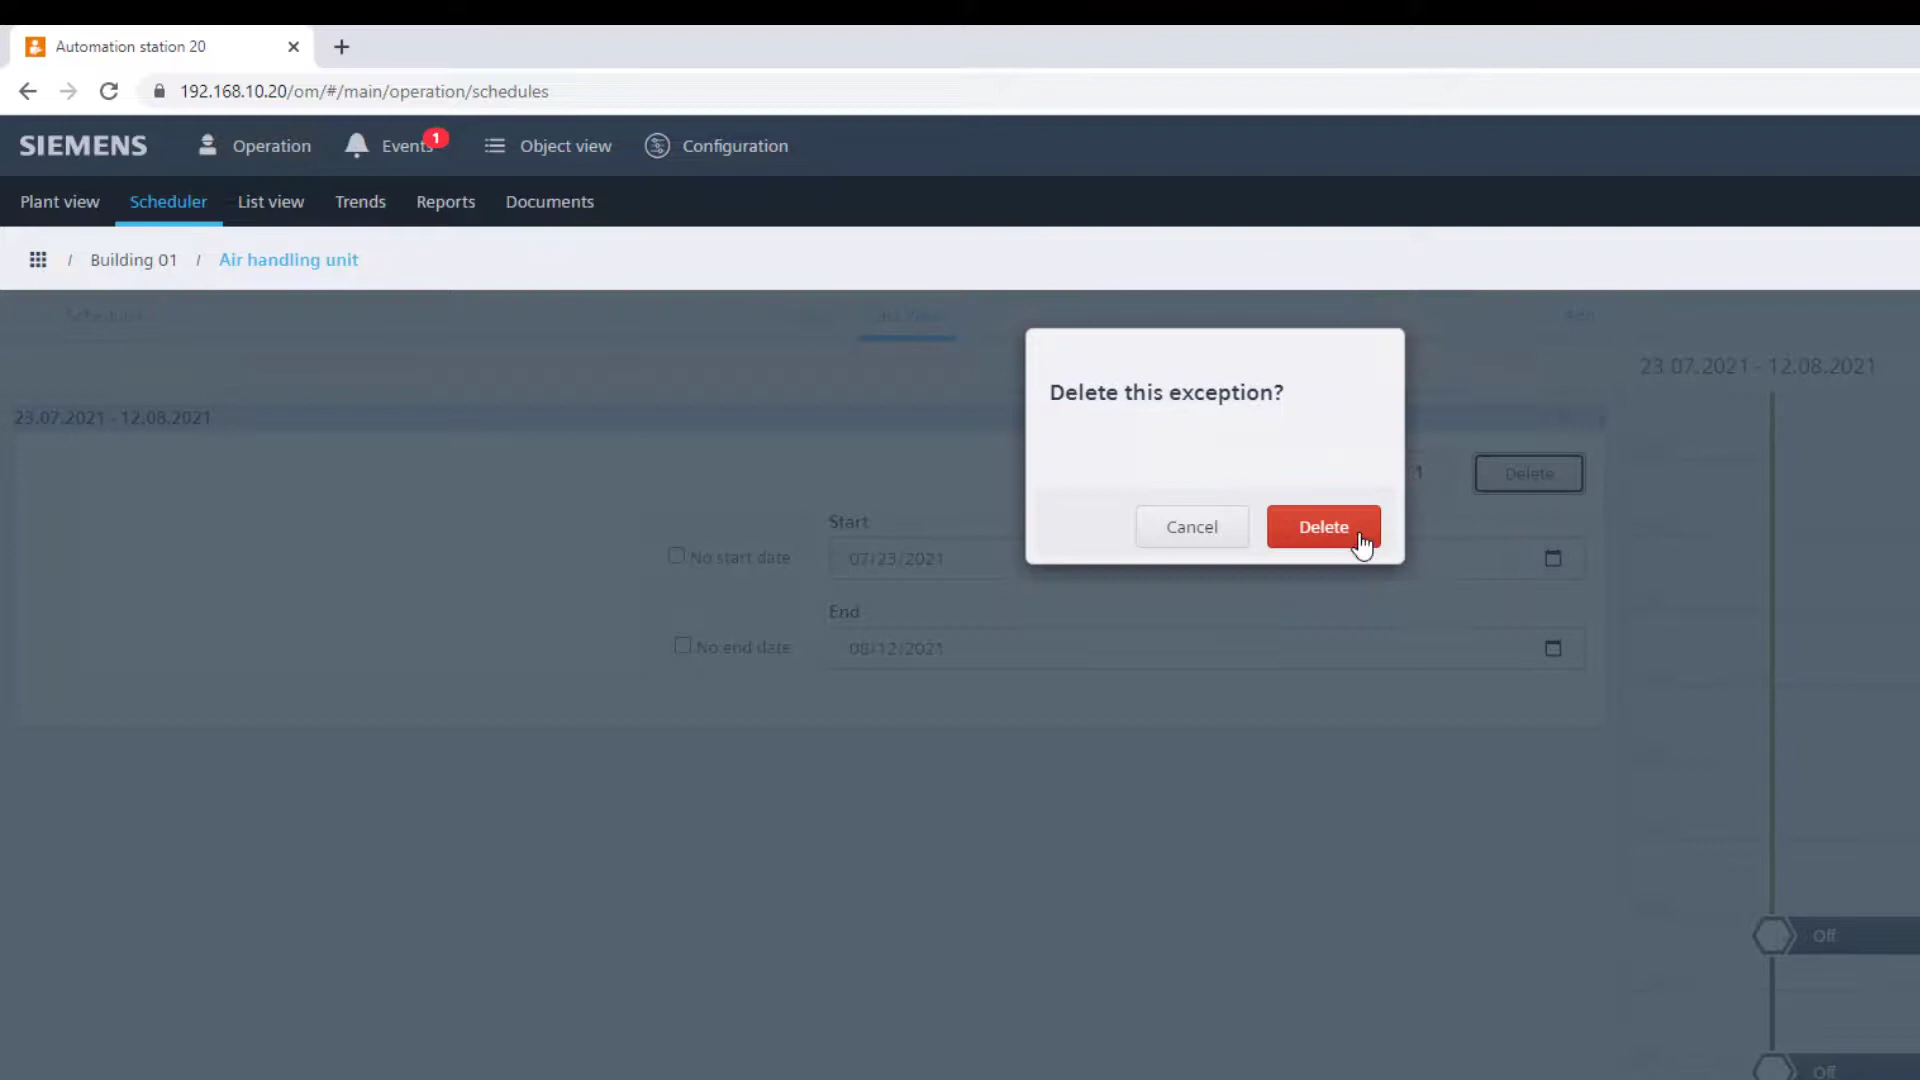 Automation station 20
192.168.10.20/om/#/main/operation/schedules
SIEMENS Operation Events 1 Object view Configuration
Plant view Scheduler List view Trends Reports Documents
/ Building 01 / Air handling unit
Scheduler Add
23.07.2021 - 12.08.2021
Delete this exception?
23.07.2021 - 12.08.2021
1 Delete
Start
Cancel Delete
No start date 07/23/2021
End
No end date 08/12/2021
Off
Off